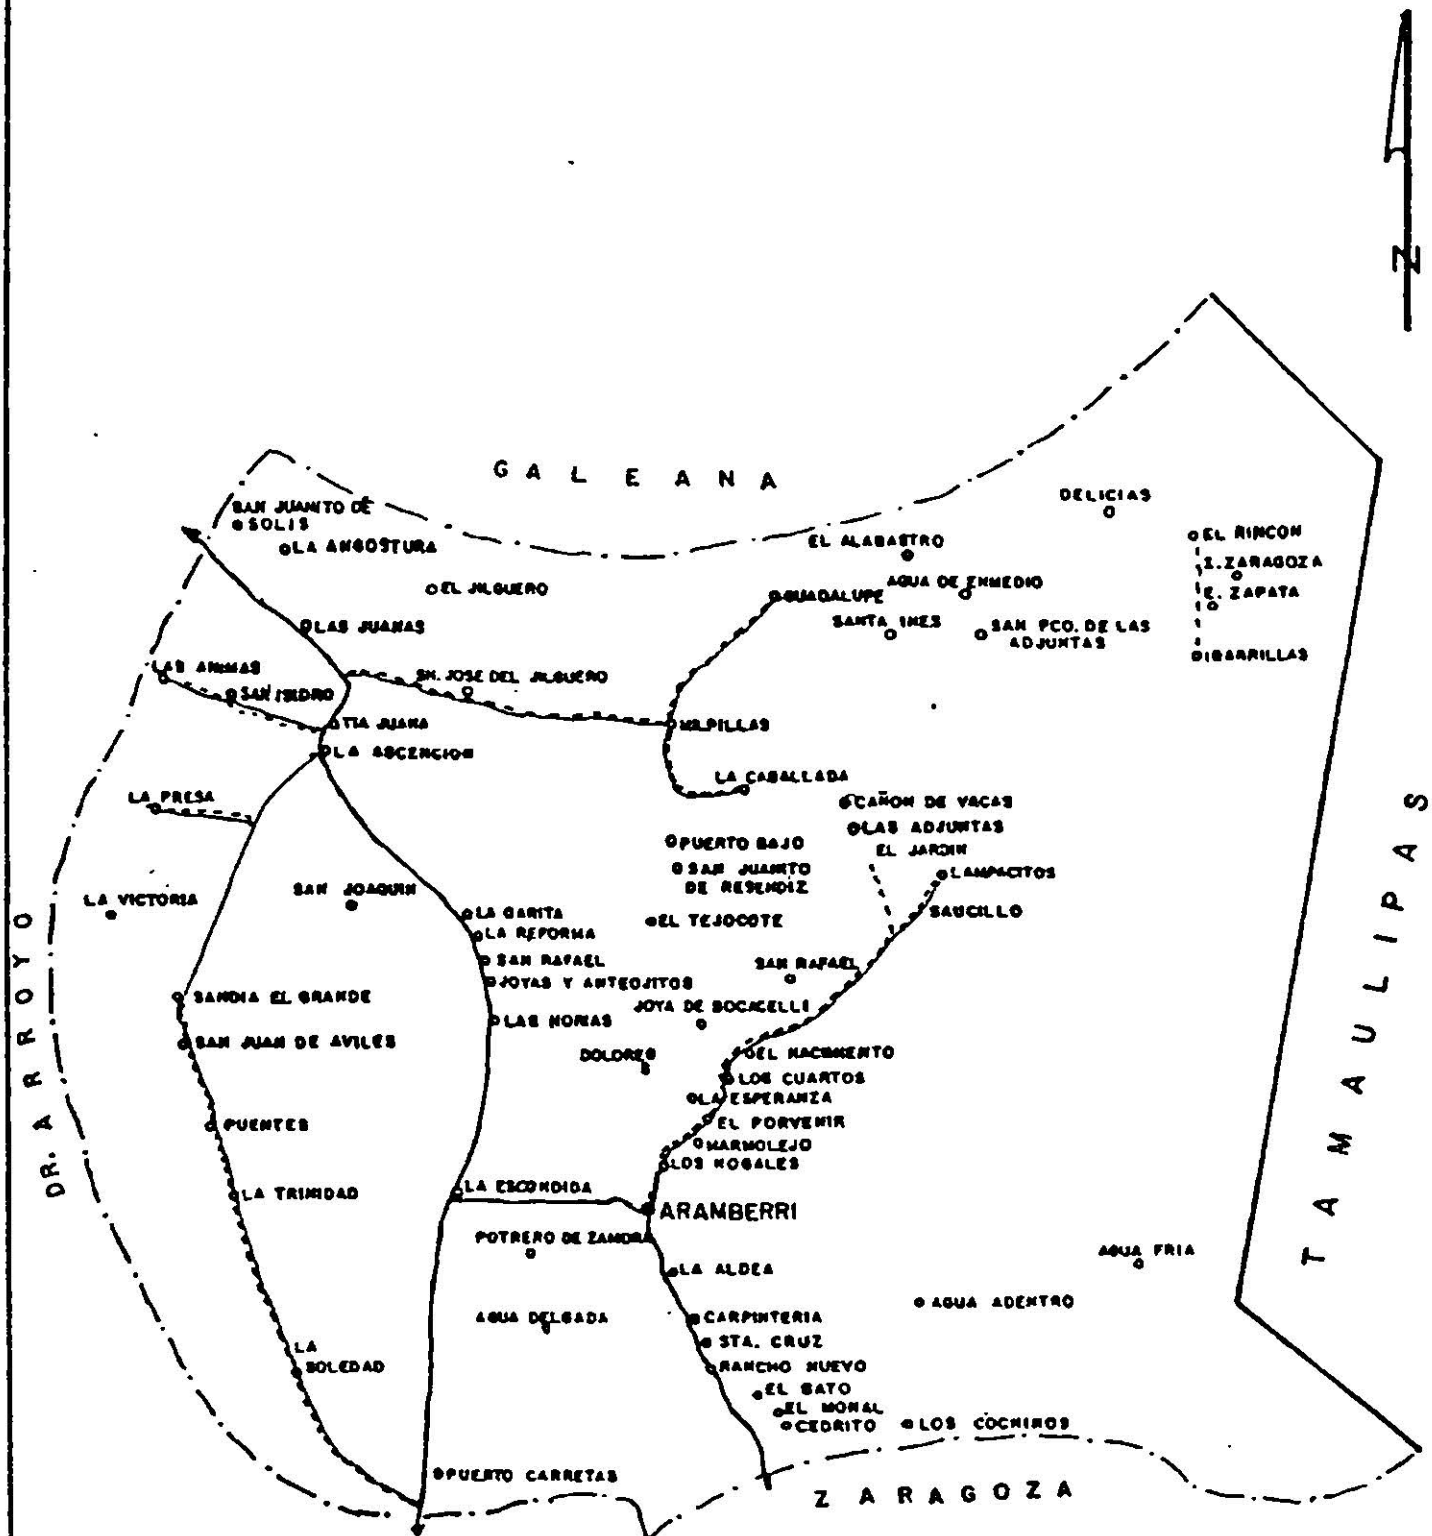 N
GALEANA
SAN JUANITO DE
SOLIS
LA ANGOSTURA
EL JILGUERO
LAS JUANAS
LAS ANIMAS
SAN ISIDRO
SN. JOSE DEL JILGUERO
TIA JUANA
LA ASCENCION
LA PRESA
LA VICTORIA
SAN JOAQUIN
DELICIAS
EL RINCON
I. ZARAGOZA
E. ZAPATA
IBARRILLAS
EL ALABASTRO
AGUA DE ENMEDIO
GUADALUPE
SANTA INES
SAN FCO. DE LAS
ADJUNTAS
MILPILLAS
LA CABALLADA
CAÑON DE VACAS
LAS ADJUNTAS
EL JARDIN
PUERTO BAJO
SAN JUANITO
DE RESENDIZ
LAMPACITOS
SAUCILLO
EL TEJOCOTE
LA GARITA
LA REFORMA
SAN RAFAEL
JOYAS Y ANTEOJITOS
LAS NORIAS
SAN RAFAEL
JOYA DE BOCACELLI
DOLORES
EL NACIMIENTO
LOS CUARTOS
LA ESPERANZA
EL PORVENIR
MARMOLEJO
LOS NOGALES
SANDIA EL GRANDE
SAN JUAN DE AVILES
PUENTES
LA TRINIDAD
LA ESCONDIDA
ARAMBERRI
POTRERO DE ZAMORA
LA ALDEA
AGUA FRIA
AGUA ADENTRO
AGUA DELGADA
CARPINTERIA
STA. CRUZ
RANCHO NUEVO
LA
SOLEDAD
EL GATO
EL MOHAL
CEDRITO
LOS COCHINOS
PUERTO CARRETAS
DR. ARROYO
TAMAULIPAS
ZARAGOZA